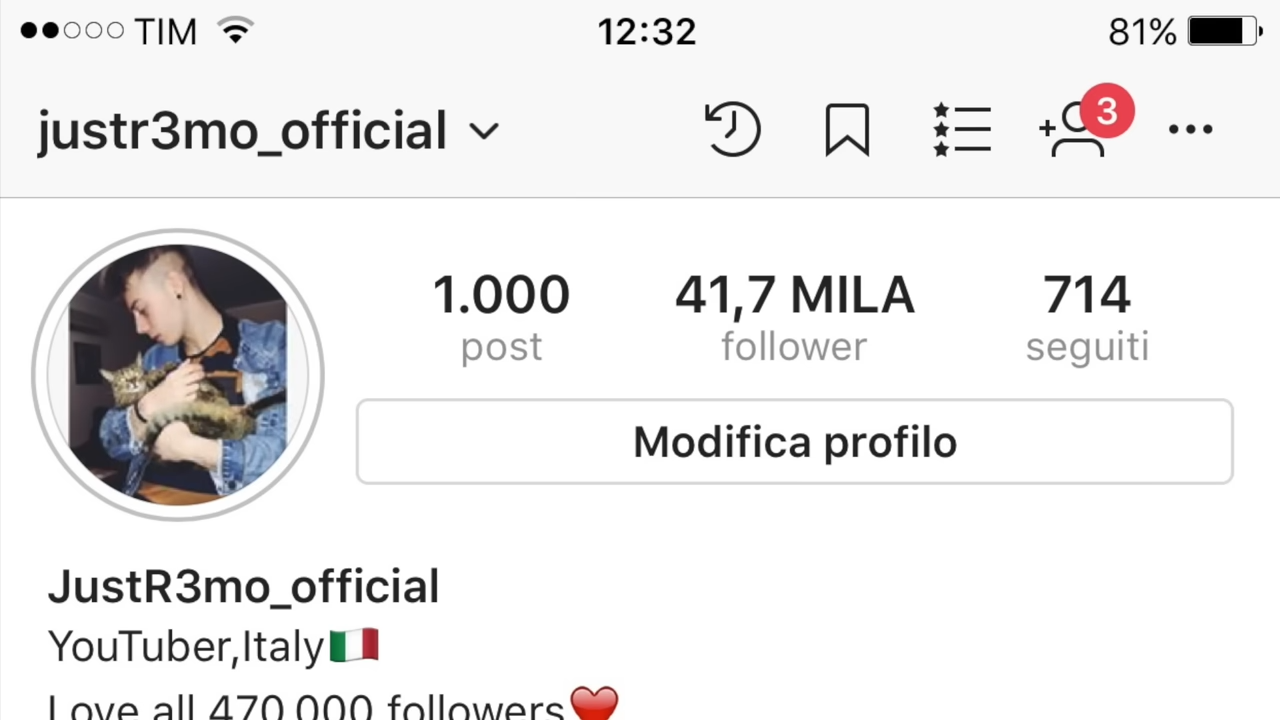 TIM 12:32 81%
justr3mo_official 3
1.000 41,7 MILA 714
post follower seguiti
Modifica profilo
JustR3mo_official
YouTuber,Italy🇮🇹
Love all 470.000 followers❤️